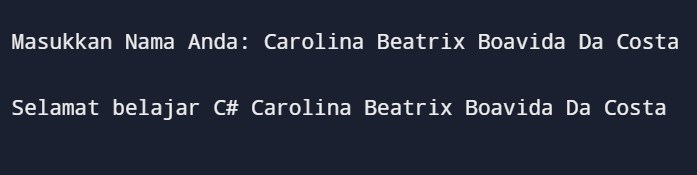 Masukkan Nama Anda: Carolina Beatrix Boavida Da Costa
Selamat belajar C# Carolina Beatrix Boavida Da Costa